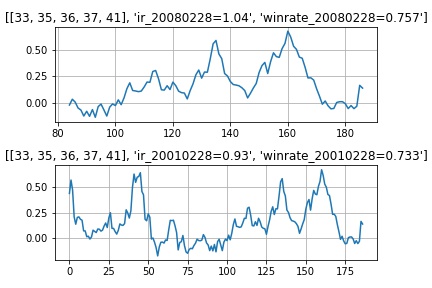 [[33, 35, 36, 37, 41], 'ir_20080228=1.04', 'winrate_20080228=0.757']
0.50
0.25
0.00
80 100 120 140 160 180
[[33, 35, 36, 37, 41], 'ir_20010228=0.93', 'winrate_20010228=0.733']
0.50
0.25
0.00
0 25 50 75 100 125 150 175